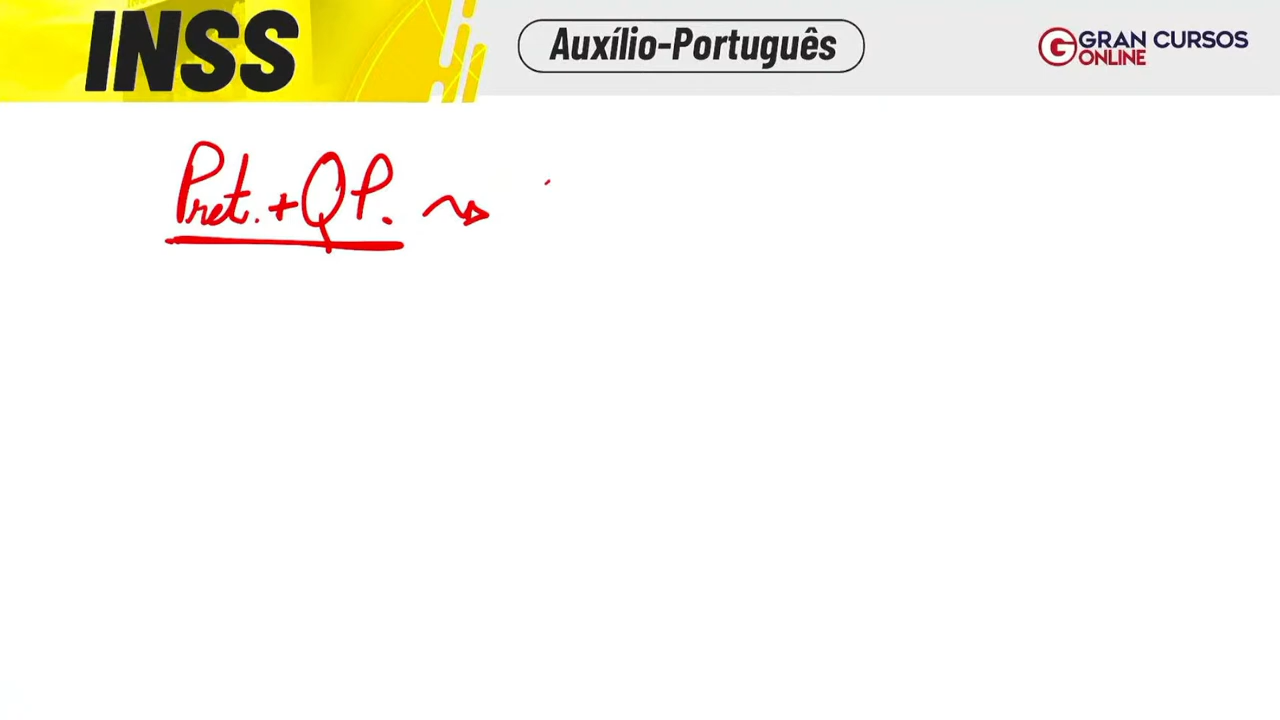 INSS
Auxílio-Português
GRAN CURSOS
ONLINE
Pret. + QP.